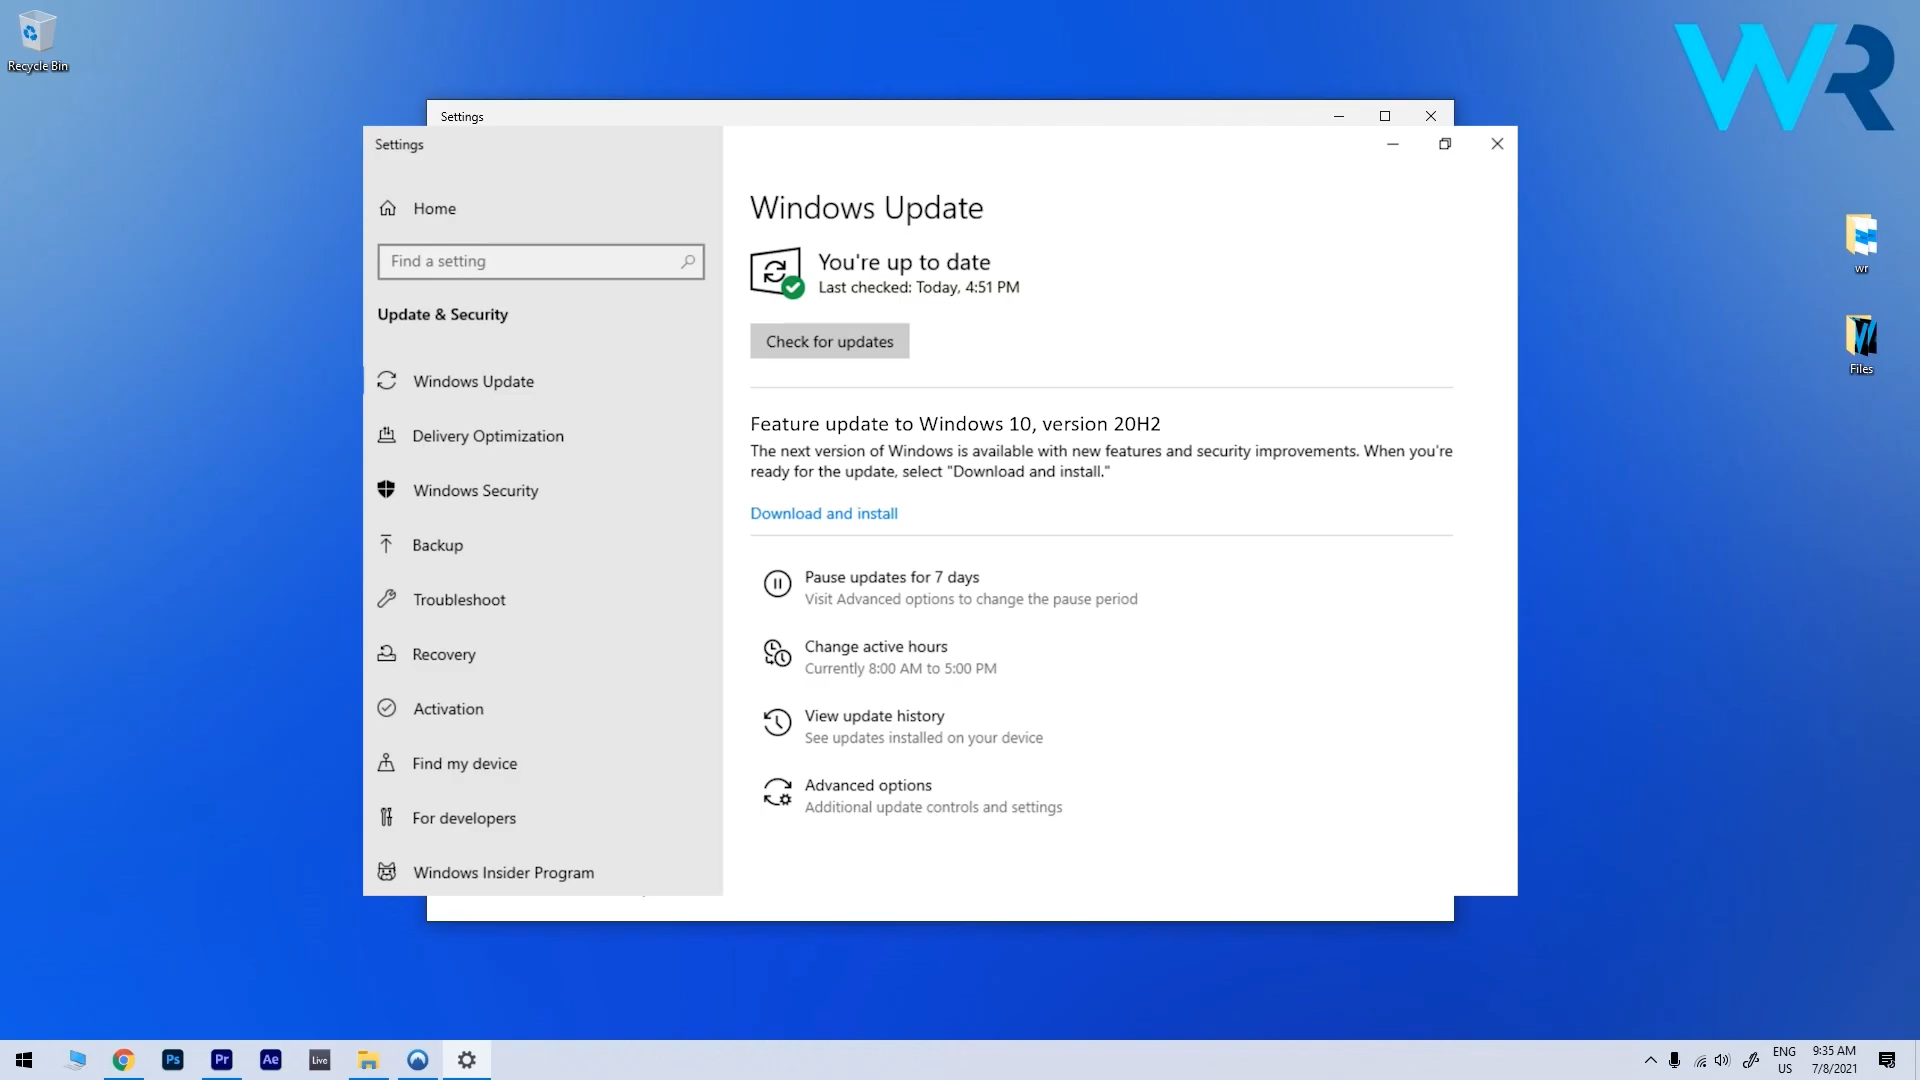 Recycle Bin
WR
Settings
Settings
Home
Find a setting
Update & Security
Windows Update
Delivery Optimization
Windows Security
Backup
Troubleshoot
Recovery
Activation
Find my device
For developers
Windows Insider Program
Windows Update
You're up to date
Last checked: Today, 4:51 PM
Check for updates
Feature update to Windows 10, version 20H2
The next version of Windows is available with new features and security improvements. When you're
ready for the update, select "Download and install."
Download and install
Pause updates for 7 days
Visit Advanced options to change the pause period
Change active hours
Currently 8:00 AM to 5:00 PM
View update history
See updates installed on your device
Advanced options
Additional update controls and settings
wr
Files
Ps
Pr
Ae
Live
ENG
US
9:35 AM
7/8/2021